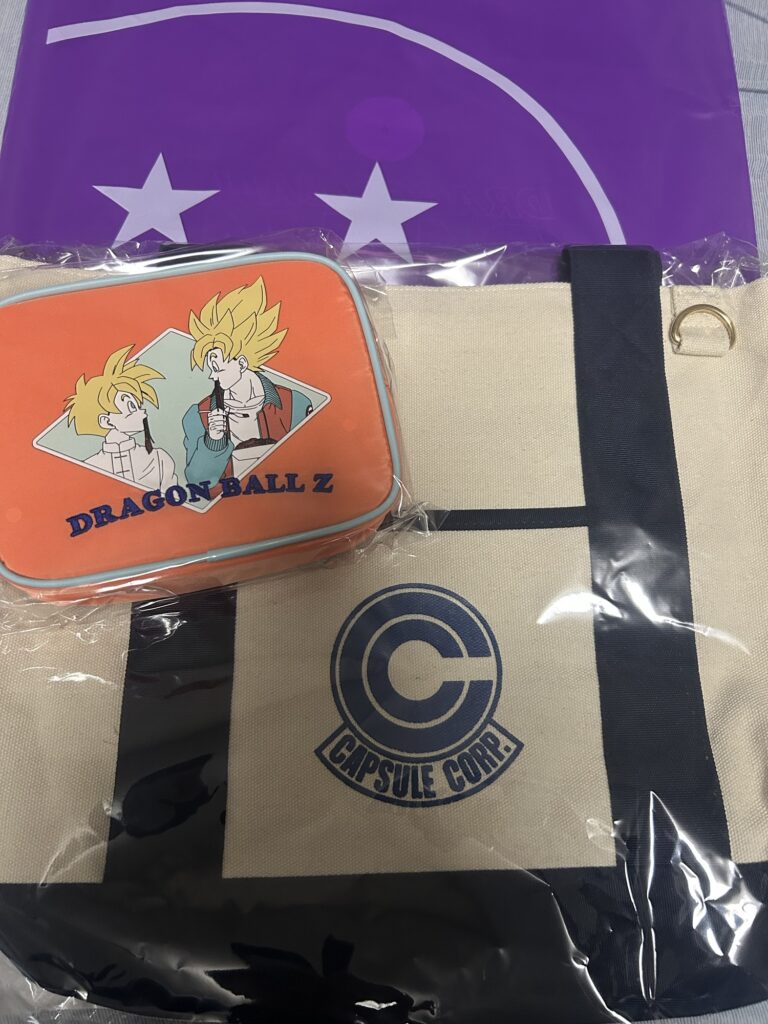 DRAGON BALL Z
CAPSULE CORP.